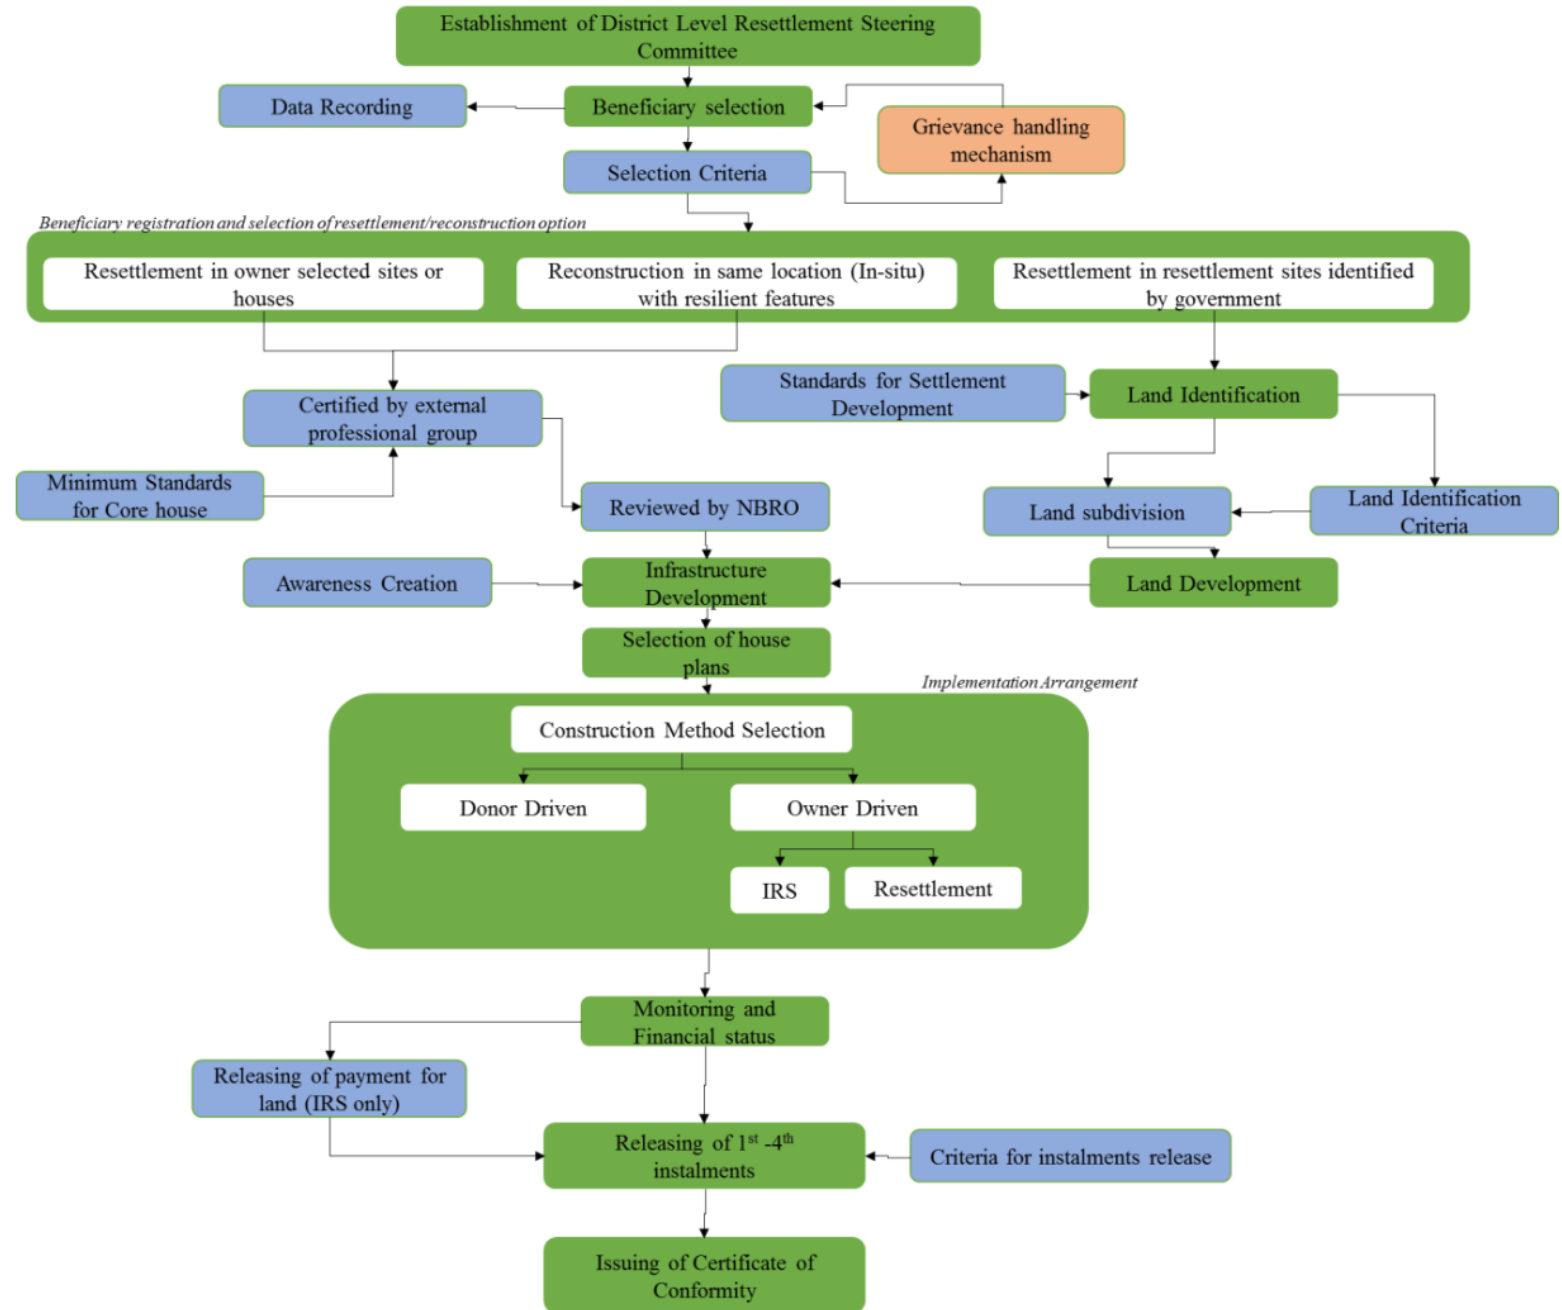 Establishment of District Level Resettlement Steering
Committee
Data Recording
Beneficiary selection
Grievance handling
mechanism
Selection Criteria
Beneficiary registration and selection of resettlement/reconstruction option
Resettlement in owner selected sites or
houses
Reconstruction in same location (In-situ)
with resilient features
Resettlement in resettlement sites identified
by government
Standards for Settlement
Development
Land Identification
Certified by external
professional group
Minimum Standards
for Core house
Reviewed by NBRO
Land subdivision
Land Identification
Criteria
Awareness Creation
Infrastructure
Development
Land Development
Selection of house
plans
Implementation Arrangement
Construction Method Selection
Donor Driven
Owner Driven
IRS
Resettlement
Monitoring and
Financial status
Releasing of payment for
land (IRS only)
Releasing of 1st -4th
instalments
Criteria for instalments release
Issuing of Certificate of
Conformity